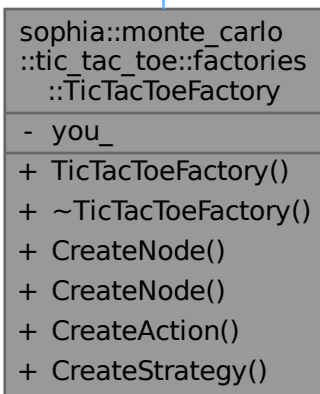 sophia::monte_carlo
::tic_tac_toe::factories
::TicTacToeFactory
- you_
+ TicTacToeFactory()
+ ~TicTacToeFactory()
+ CreateNode()
+ CreateNode()
+ CreateAction()
+ CreateStrategy()